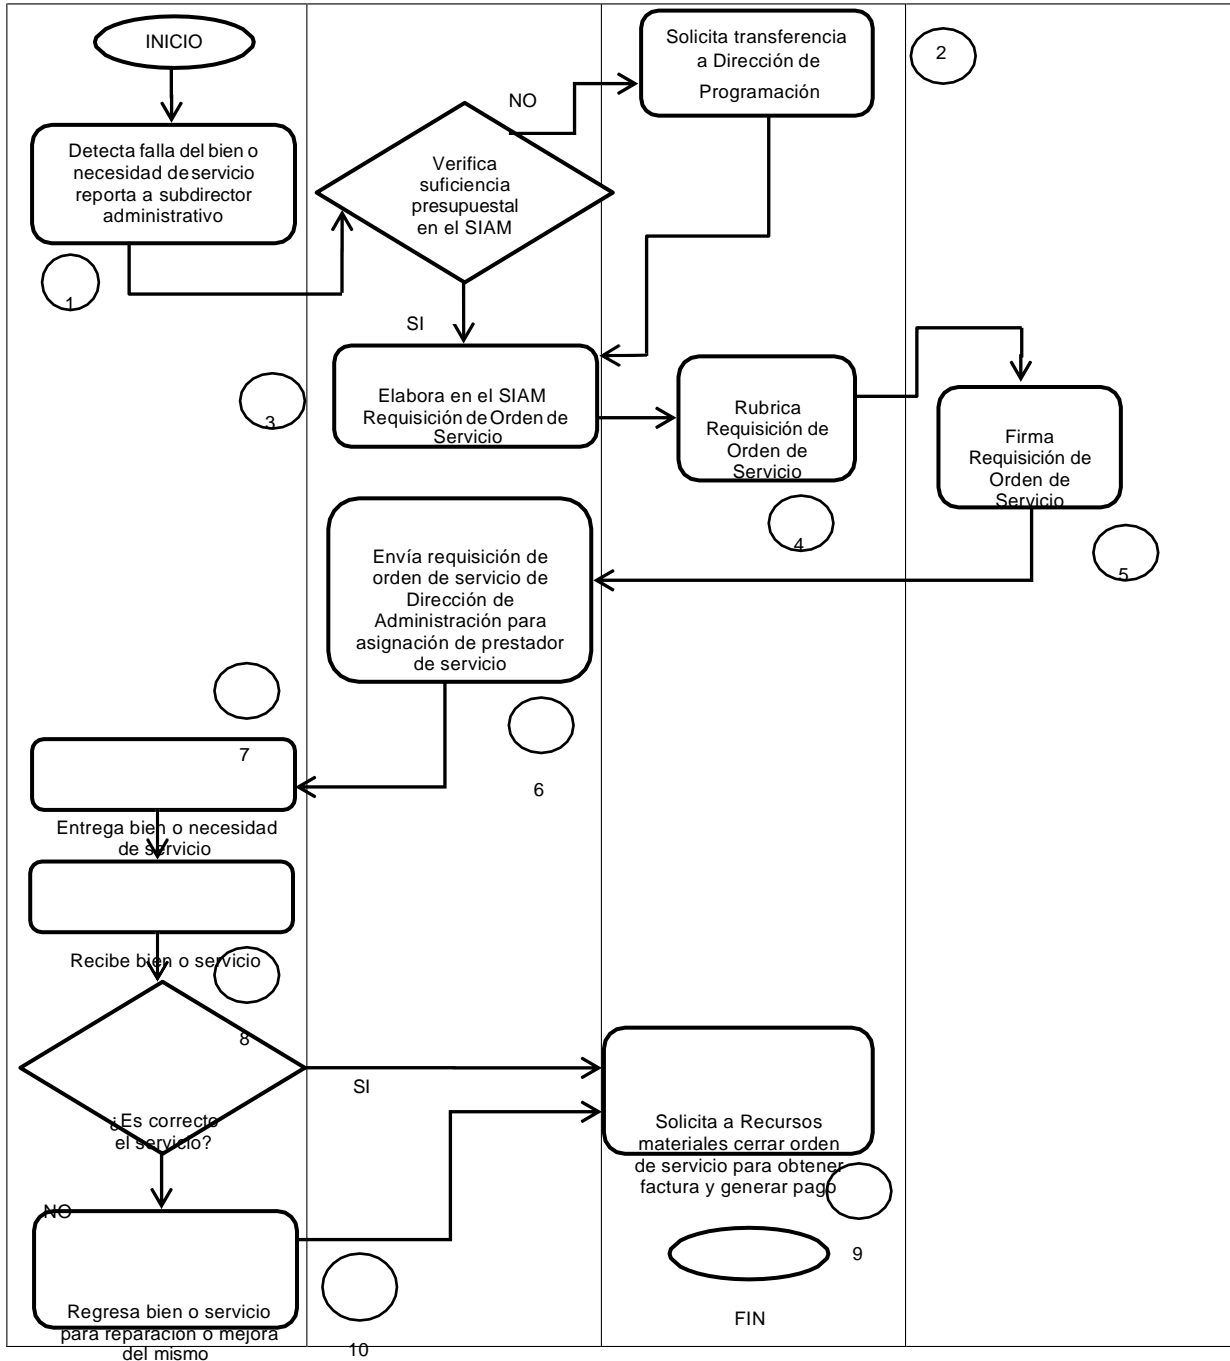 INICIO
Solicita transferencia
a Dirección de
Programación
2
NO
Detecta falla del bien o
necesidad de servicio
reporta a subdirector
administrativo
Verifica
suficiencia
presupuestal
en el SIAM
1
SI
Elabora en el SIAM
Requisición de Orden de
Servicio
3
Rubrica
Requisición de
Orden de
Servicio
4
Firma
Requisición de
Orden de
Servicio
5
Envía requisición de
orden de servicio de
Dirección de
Administración para
asignación de prestador
de servicio
6
7
Entrega bien o necesidad
de servicio
Recibe bien o servicio
8
¿Es correcto
el servicio?
SI
Solicita a Recursos
materiales cerrar orden
de servicio para obtener
factura y generar pago
9
NO
Regresa bien o servicio
para reparación o mejora
del mismo
10
FIN